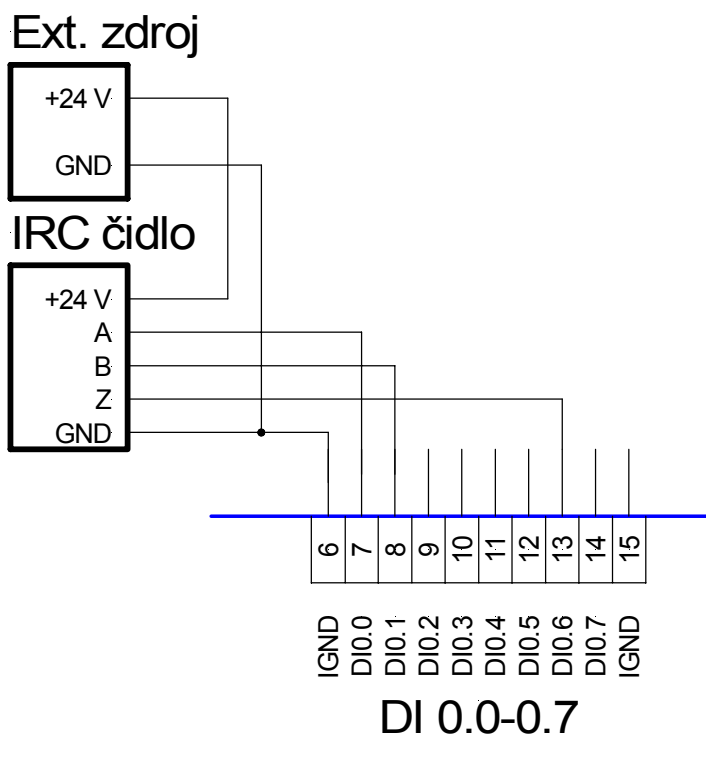 Ext. zdroj
+24 V
GND
IRC čidlo
+24 V
A
B
Z
GND
6 7 8 9 10 11 12 13 14 15
IGND DI0.0 DI0.1 DI0.2 DI0.3 DI0.4 DI0.5 DI0.6 DI0.7 IGND
DI 0.0-0.7